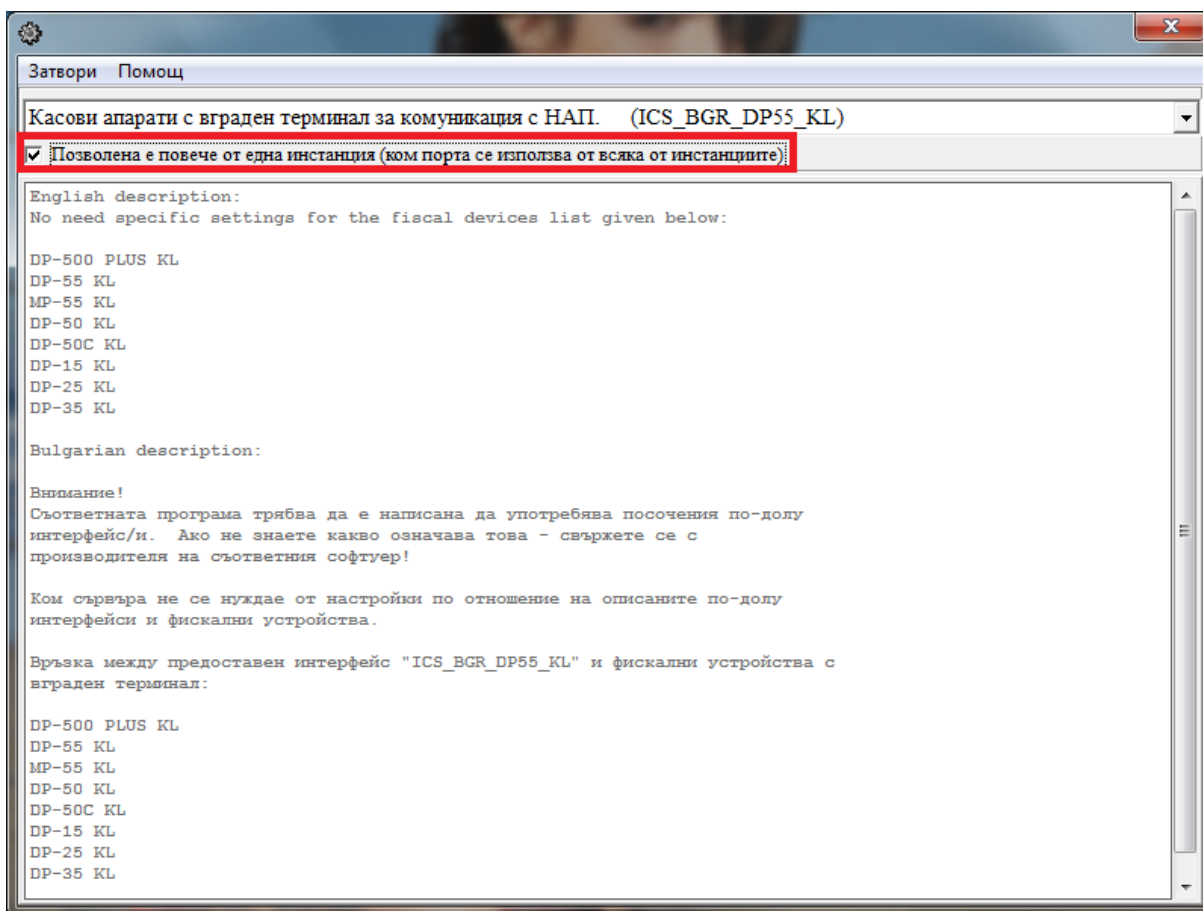 Затвори Помощ
Касови апарати с вграден терминал за комуникация с НАП. (ICS_BGR_DP55_KL)
Позволена е повече от една инстанция (ком порта се използва от всяка от инстанциите)
English description:
No need specific settings for the fiscal devices list given below:
DP-500 PLUS KL
DP-55 KL
MP-55 KL
DP-50 KL
DP-50C KL
DP-15 KL
DP-25 KL
DP-35 KL
Bulgarian description:
Внимание!
Съответната програма трябва да е написана да употребява посочения по-долу
интерфейс/и. Ако не знаете какво означава това - свържете се с
производителя на съответния софтуер!
Ком сървъра не се нуждае от настройки по отношение на описаните по-долу
интерфейси и фискални устройства.
Връзка между предоставен интерфейс "ICS_BGR_DP55_KL" и фискални устройства с
вграден терминал:
DP-500 PLUS KL
DP-55 KL
MP-55 KL
DP-50 KL
DP-50C KL
DP-15 KL
DP-25 KL
DP-35 KL